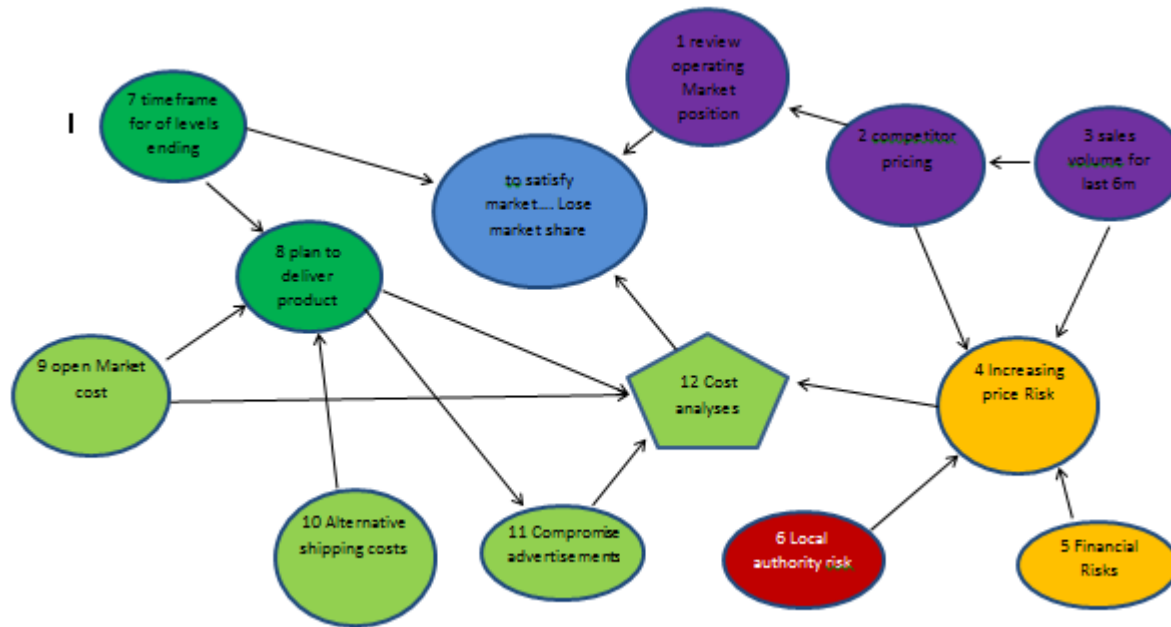 1 review
operating
Market
position
7 timeframe
for of levels
ending
I
2 competitor
pricing
3 sales
volume for
last 6m
to satisfy
market.... Lose
market share
8 plan to
deliver
product
9 open Market
cost
12 Cost
analyses
4 Increasing
price Risk
10 Alternative
shipping costs
11 Compromise
advertisements
6 Local
authority risk
5 Financial
Risks